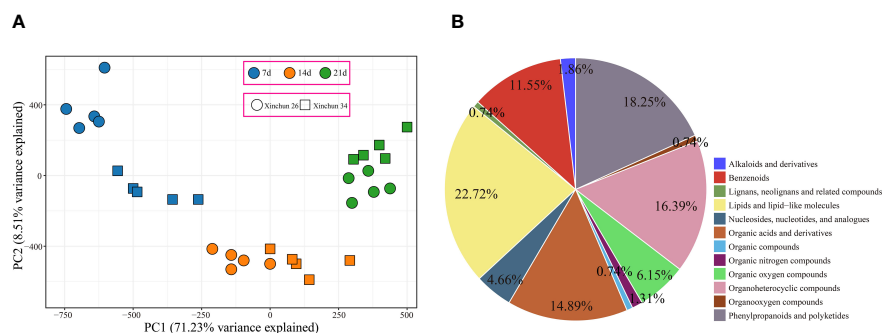 A
B
7d
14d
21d
Xinchun 26
Xinchun 34
PC2 (8.51% variance explained)
400
0
−400
−750
−500
−250
0
250
500
PC1 (71.23% variance explained)
1.86%
11.55%
0.74%
22.72%
4.66%
14.89%
0.74%
1.31%
6.15%
16.39%
0.74%
18.25%
Alkaloids and derivatives
Benzenoids
Lignans, neolignans and related compounds
Lipids and lipid−like molecules
Nucleosides, nucleotides, and analogues
Organic acids and derivatives
Organic compounds
Organic nitrogen compounds
Organic oxygen compounds
Organoheterocyclic compounds
Organooxygen compounds
Phenylpropanoids and polyketides